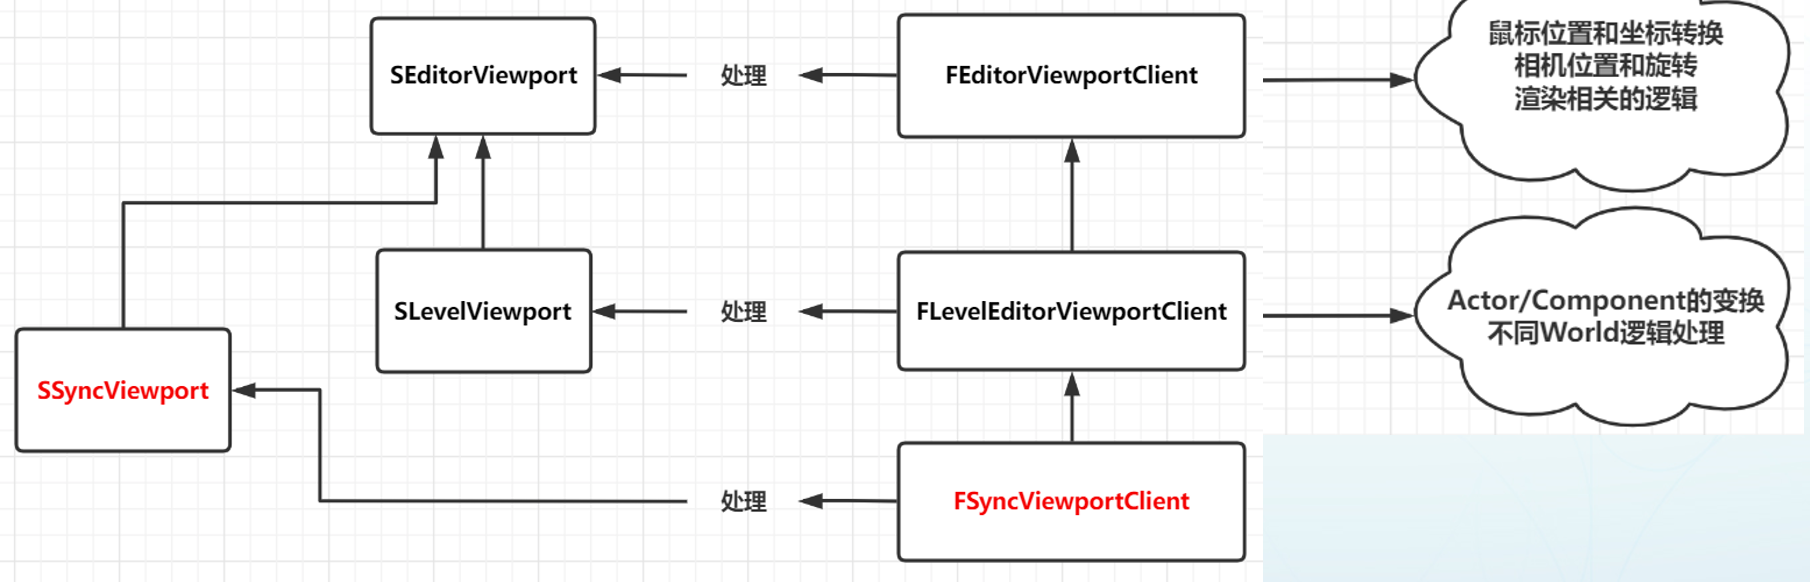 SEditorViewport
处理
FEditorViewportClient
鼠标位置和坐标转换
相机位置和旋转
渲染相关的逻辑
SLevelViewport
处理
FLevelEditorViewportClient
Actor/Component的变换
不同World逻辑处理
SSyncViewport
处理
FSyncViewportClient